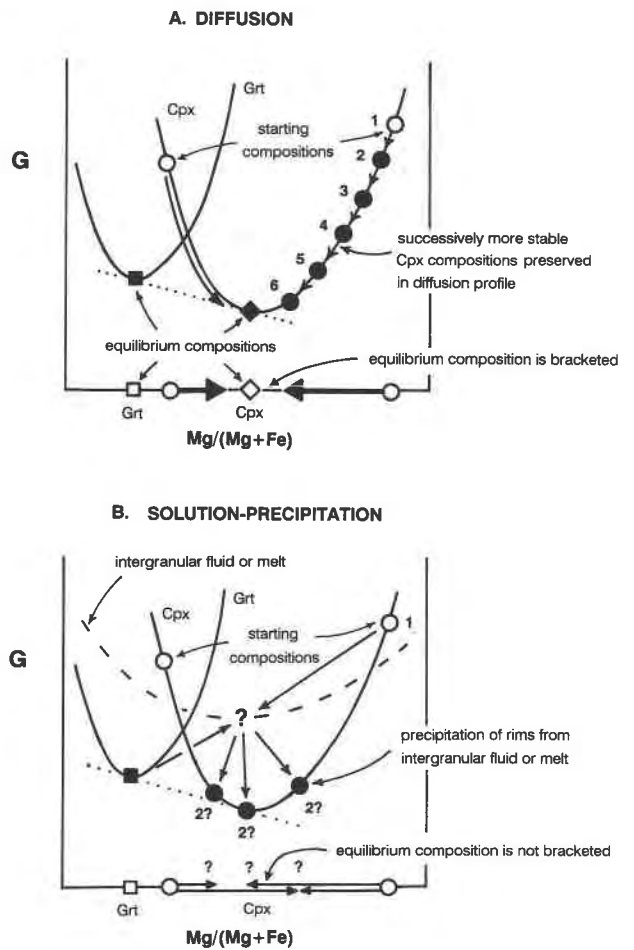 A. DIFFUSION
Grt
Cpx
starting
compositions
1
2
3
4
5
6
G
successively more stable
Cpx compositions preserved
in diffusion profile
equilibrium compositions
equilibrium composition is bracketed
Grt
Cpx
Mg/(Mg+Fe)
B. SOLUTION-PRECIPITATION
intergranular fluid or melt
Grt
Cpx
starting
compositions
1
G
?
precipitation of rims from
intergranular fluid or melt
2?
2?
2?
equilibrium composition is not bracketed
? ? ?
Grt
Cpx
Mg/(Mg+Fe)